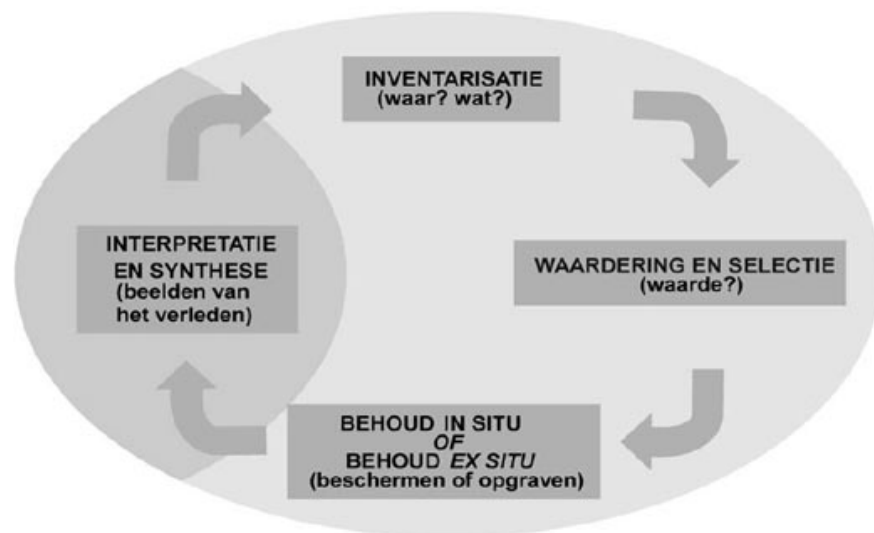 INVENTARISATIE
(waar? wat?)
INTERPRETATIE
EN SYNTHESE
(beelden van
het verleden)
WAARDERING EN SELECTIE
(waarde?)
BEHOUD IN SITU
OF
BEHOUD EX SITU
(beschermen of opgraven)